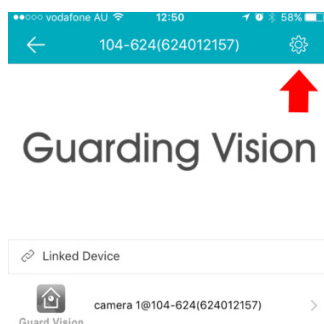 vodafone AU 12:50 58%
104-624(624012157)
Guarding Vision
Linked Device
camera 1@104-624(624012157)
Guard Vision